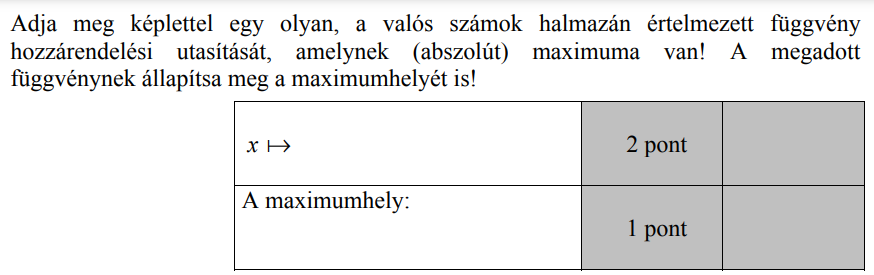 Adja meg képlettel egy olyan, a valós számok halmazán értelmezett függvény
hozzárendelési utasítását, amelynek (abszolút) maximuma van! A megadott
függvénynek állapítsa meg a maximumhelyét is!
x ↦
2 pont
A maximumhely:
1 pont